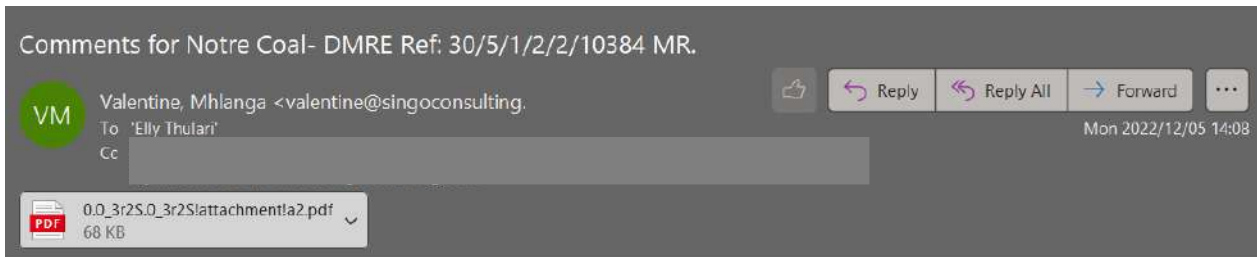 Comments for Notre Coal- DMRE Ref: 30/5/1/2/2/10384 MR.
VM
Valentine, Mhlanga <valentine@singoconsulting.
Reply
Reply All
Forward
To 'Elly Thulari'
Mon 2022/12/05 14:08
Cc
PDF
0.0_3r2S.0_3r2S!attachment!a2.pdf
68 KB